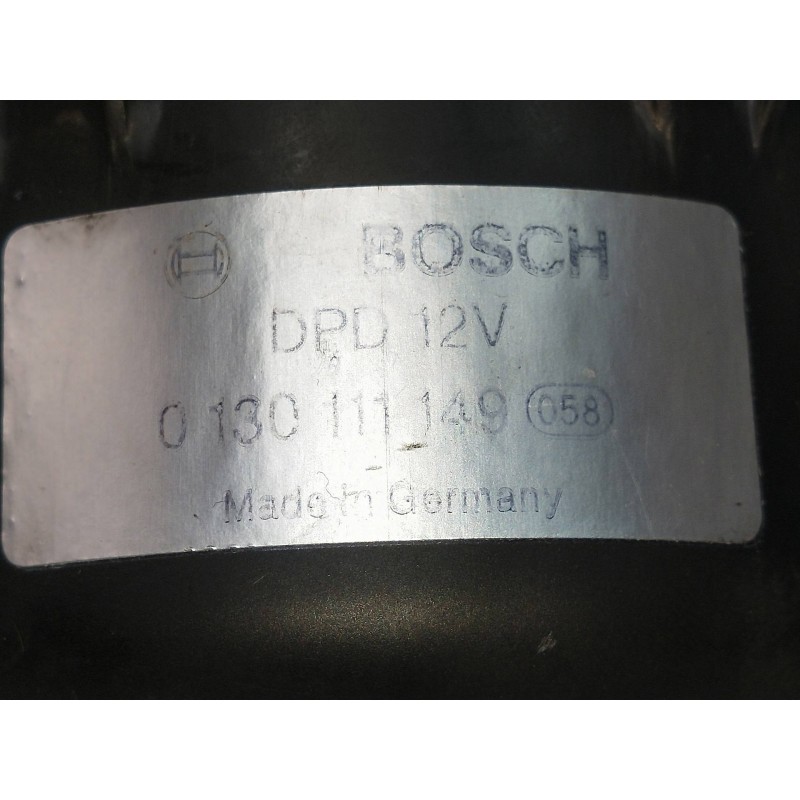 BOSCH
DPD 12V
0 130 111 149 058
Made in Germany